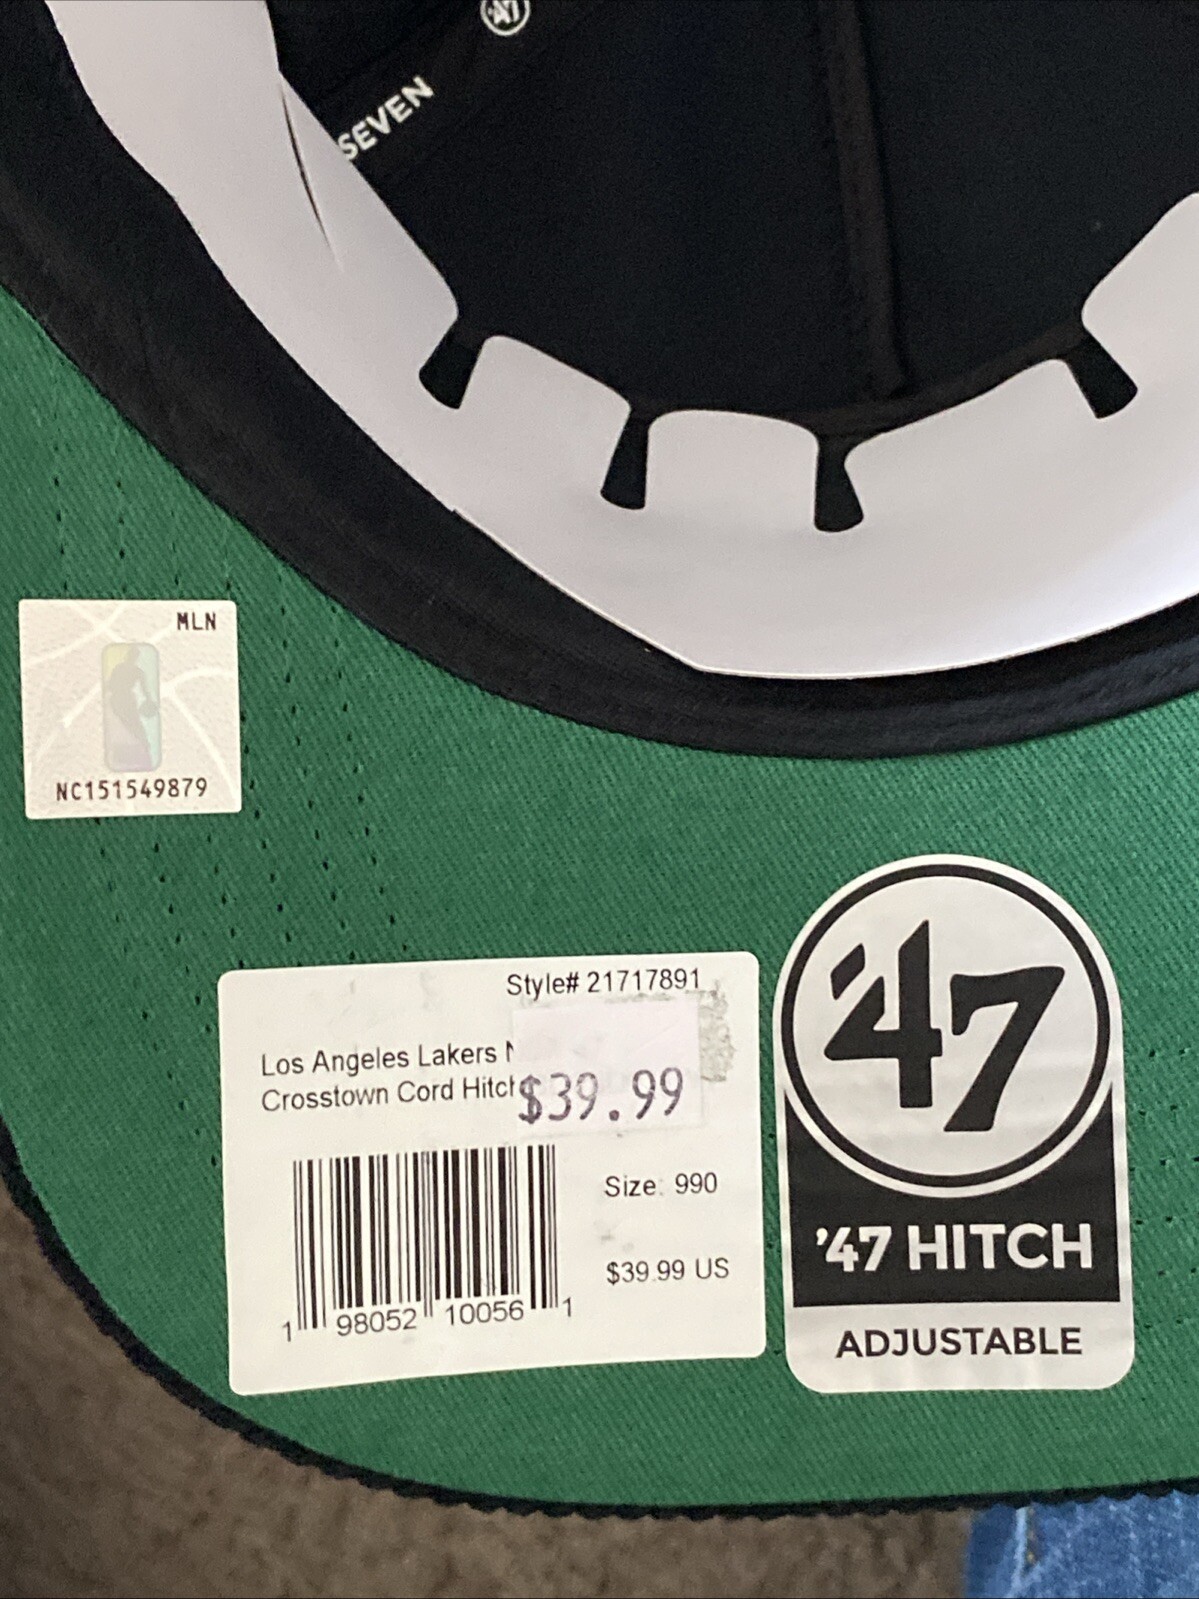 '47
SEVEN
MLN
NC151549879
Style# 21717891
Los Angeles Lakers
Crosstown Cord Hitch
$39.99
Size: 990
$39.99 US
1 98052 10056 1
'47
'47 HITCH
ADJUSTABLE